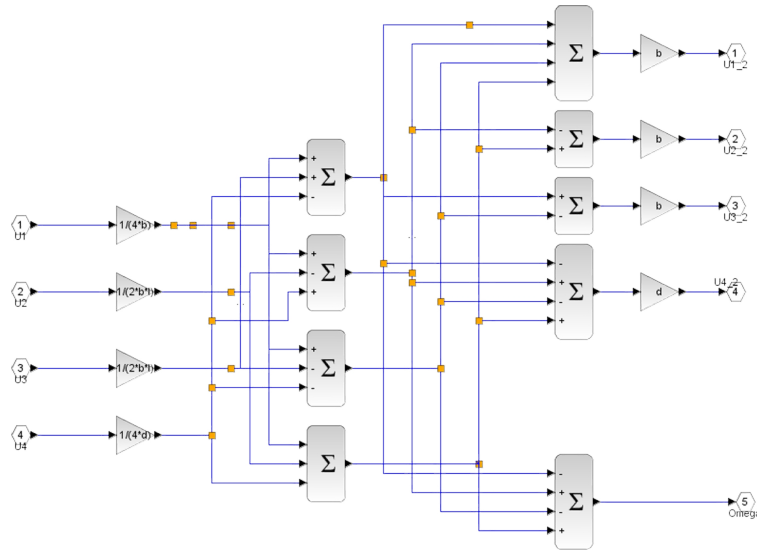 Σ b 1
U1_2
- + Σ b 2
U2_2
+ + - Σ
+ - Σ b 3
U3_2
1 1/(4*b)
U1
+ - + Σ
- + - + Σ d 4
U4_2
2 1/(2*b*l)
U2
3 1/(2*b*l)
U3
+ - - Σ
4 1/(4*d)
U4
Σ
- + - + Σ 5
Omega